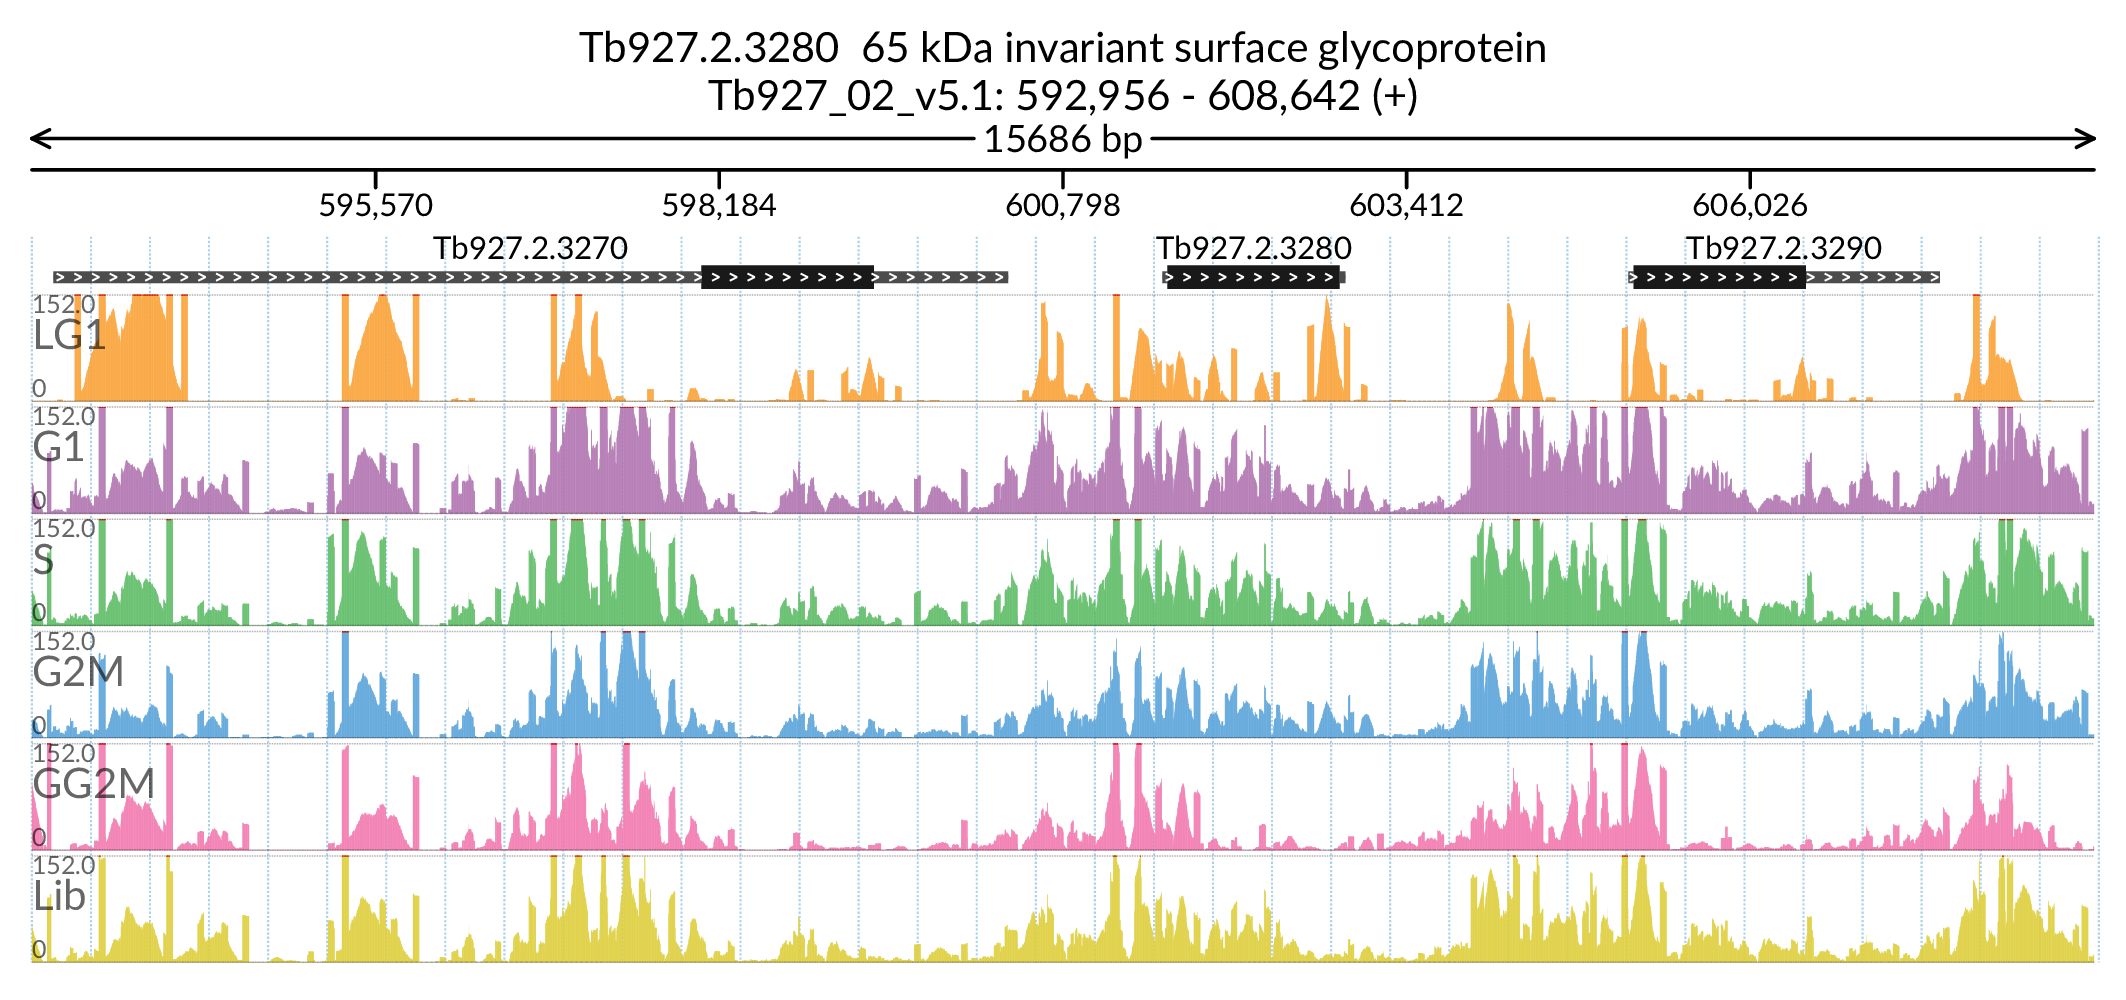 Tb927.2.3280  65 kDa invariant surface glycoprotein
Tb927_02_v5.1: 592,956 - 608,642 (+)
15686 bp
595,570 598,184 600,798 603,412 606,026
Tb927.2.3270 Tb927.2.3280 Tb927.2.3290
152.0
LG1
0
152.0
G1
0
152.0
S
0
152.0
G2M
0
152.0
GG2M
0
152.0
Lib
0